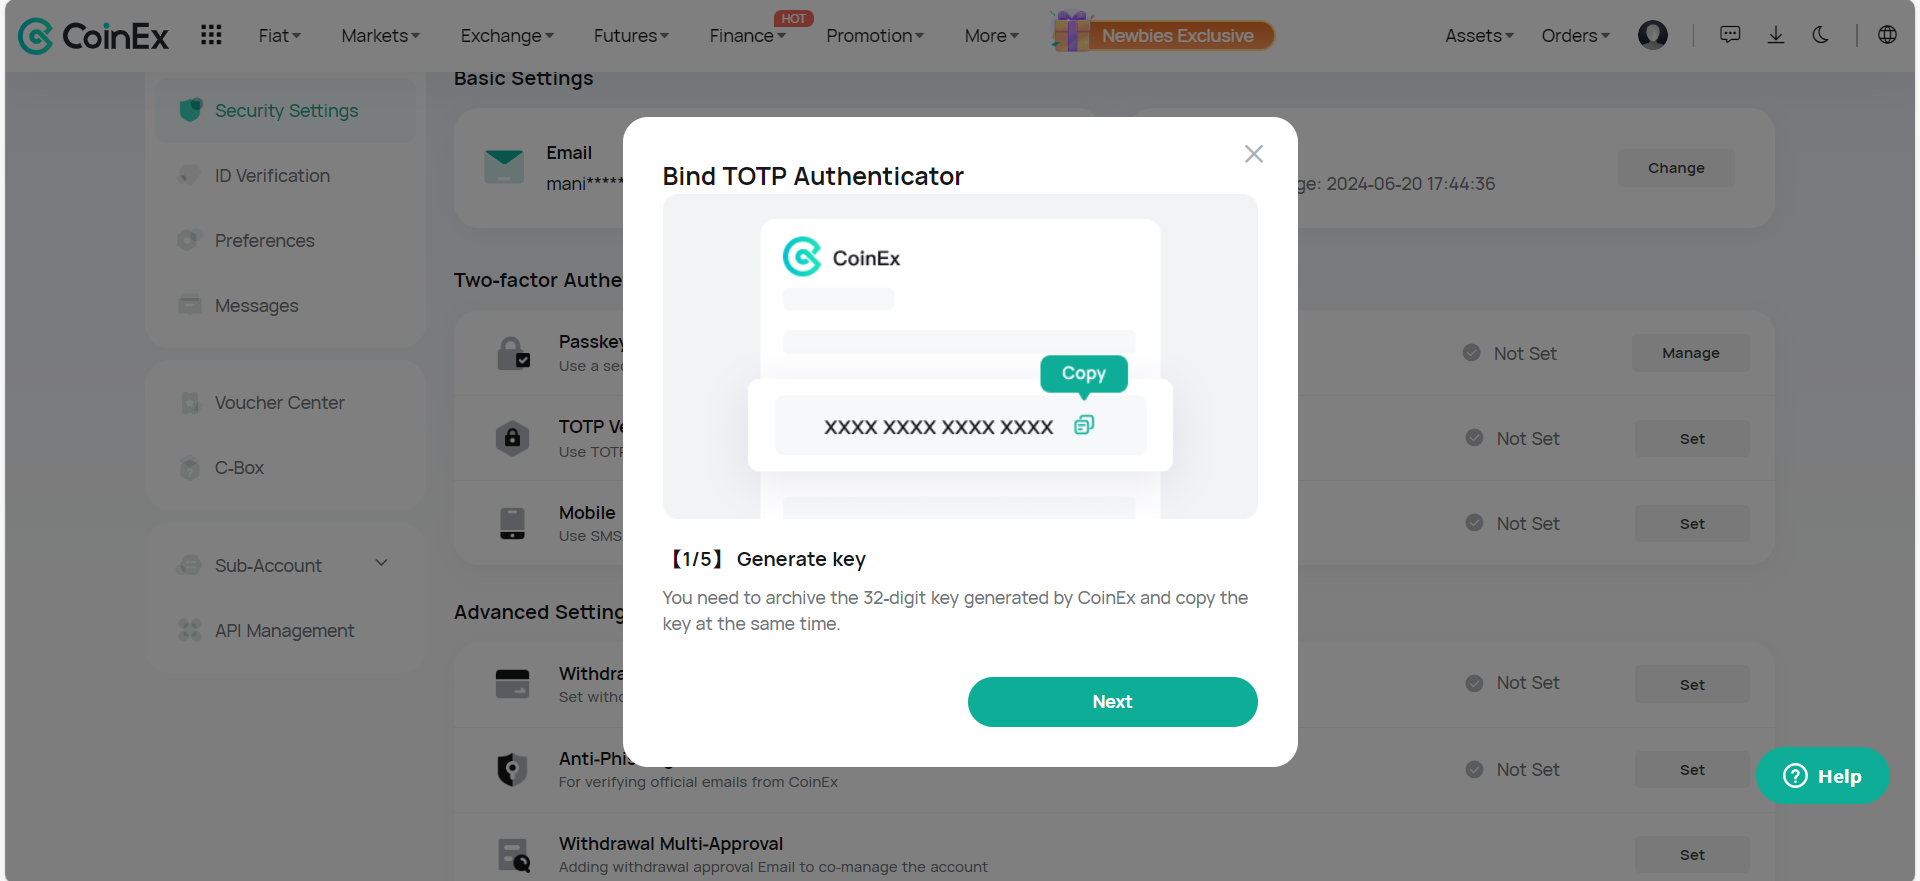 CoinEx
Fiat
Markets
Exchange
Futures
Finance
HOT
Promotion
More
Newbies Exclusive
Assets
Orders
Security Settings
ID Verification
Preferences
Messages
Voucher Center
C-Box
Sub-Account
API Management
Basic Settings
Email
mani*****
ge: 2024-06-20 17:44:36
Change
Two-factor Authe
Passkey
Use a sec
Not Set
Manage
TOTP Ve
Use TOTP
Not Set
Set
Mobile
Use SMS
Not Set
Set
Advanced Setting
Withdra
Set withd
Not Set
Set
Anti-Phis
For verifying official emails from CoinEx
Not Set
Set
Withdrawal Multi-Approval
Adding withdrawal approval Email to co-manage the account
Set
Bind TOTP Authenticator
CoinEx
Copy
XXXX XXXX XXXX XXXX
【1/5】 Generate key
You need to archive the 32-digit key generated by CoinEx and copy the
key at the same time.
Next
Help